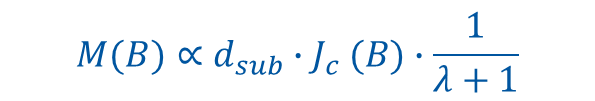 M(B) ∝ d_sub · J_c (B) · 1/(λ + 1)